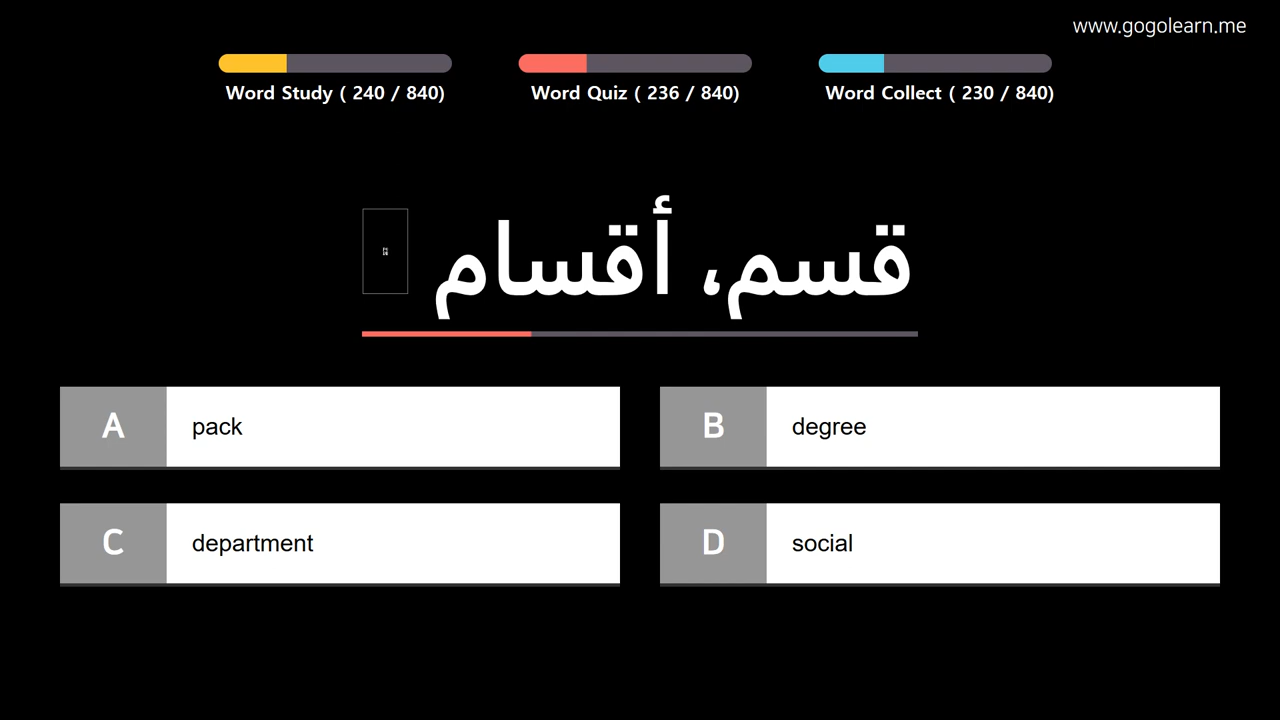 www.gogolearn.me
Word Study ( 240 / 840)
Word Quiz ( 236 / 840)
Word Collect ( 230 / 840)
قسم، أقسام
A pack
B degree
C department
D social